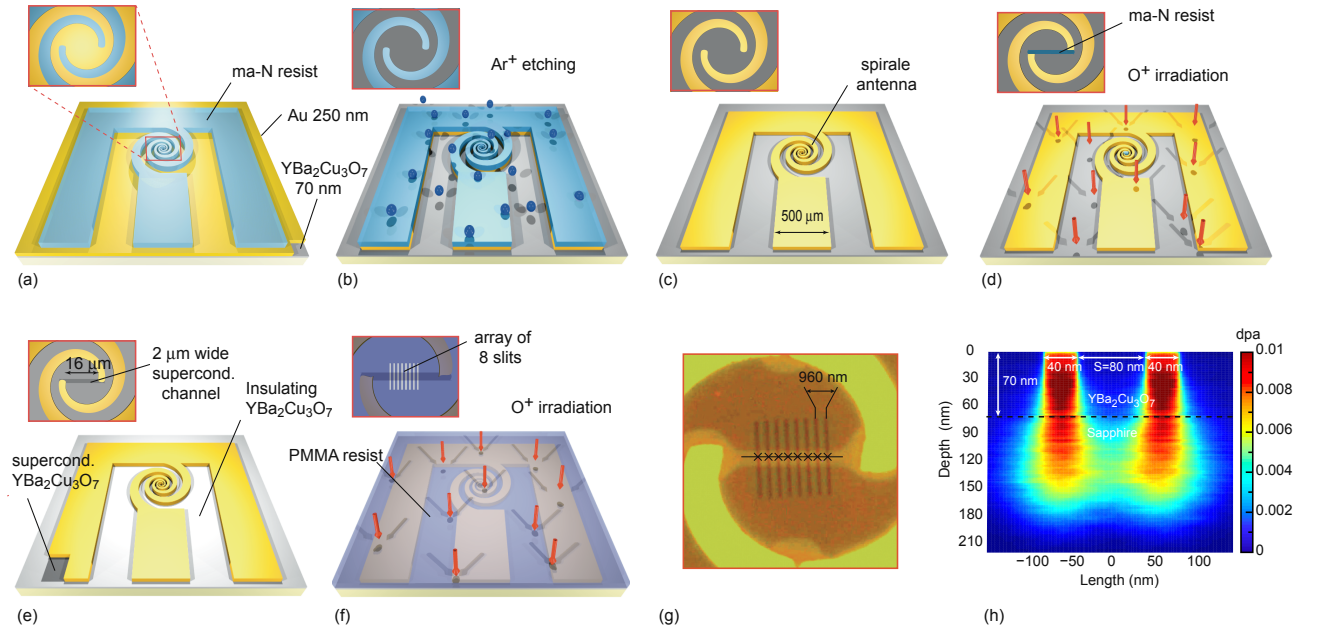 ma-N resist
Au 250 nm
YBa₂Cu₃O₇
70 nm
(a)
Ar⁺ etching
(b)
spirale
antenna
500 µm
(c)
ma-N resist
O⁺ irradiation
(d)
16 µm
2 µm wide
supercond.
channel
Insulating
YBa₂Cu₃O₇
supercond.
YBa₂Cu₃O₇
(e)
array of
8 slits
O⁺ irradiation
PMMA resist
(f)
960 nm
(g)
dpa
0
30
60
90
120
150
180
210
Depth (nm)
70 nm
40 nm
S=80 nm
40 nm
YBa₂Cu₃O₇
Sapphire
−100
−50
0
50
100
Length (nm)
0.01
0.008
0.006
0.004
0.002
0
(h)